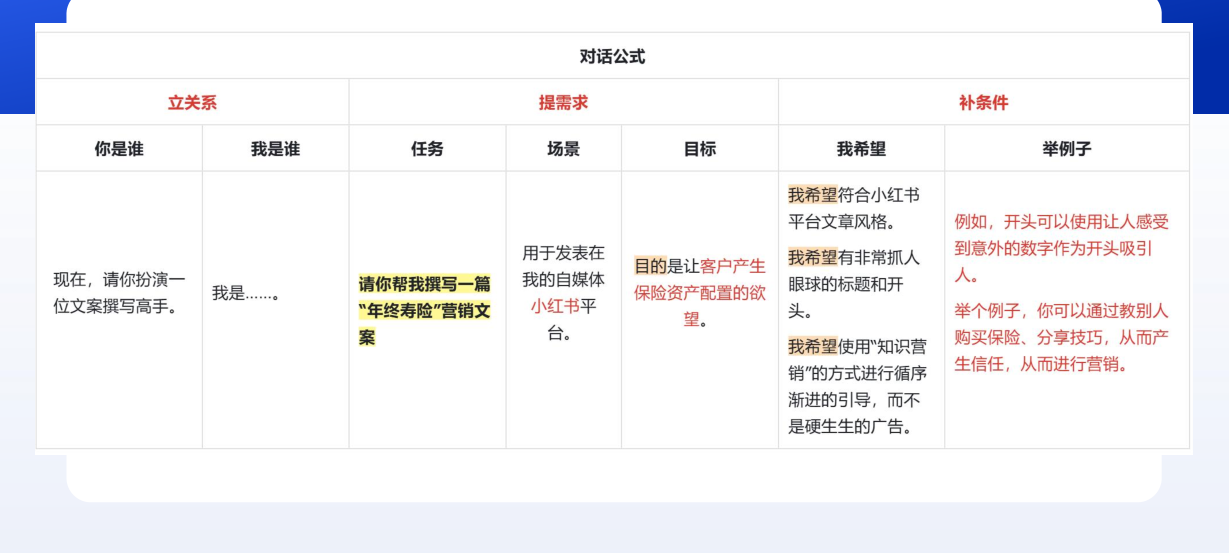 对话公式
立关系
提需求
补条件
你是谁
我是谁
任务
场景
目标
我希望
举例子
现在，请你扮演一
位文案撰写高手。
我是……。
请你帮我撰写一篇
“年终寿险”营销文
案
用于发表在
我的自媒体
小红书平
台。
目的是让客户产生
保险资产配置的欲
望。
我希望符合小红书
平台文章风格。
我希望有非常抓人
眼球的标题和开
头。
我希望使用“知识营
销”的方式进行循序
渐进的引导，而不
是硬生生的广告。
例如，开头可以使用让人感受
到意外的数字作为开头吸引
人。
举个例子，你可以通过教别人
购买保险、分享技巧，从而产
生信任，从而进行营销。